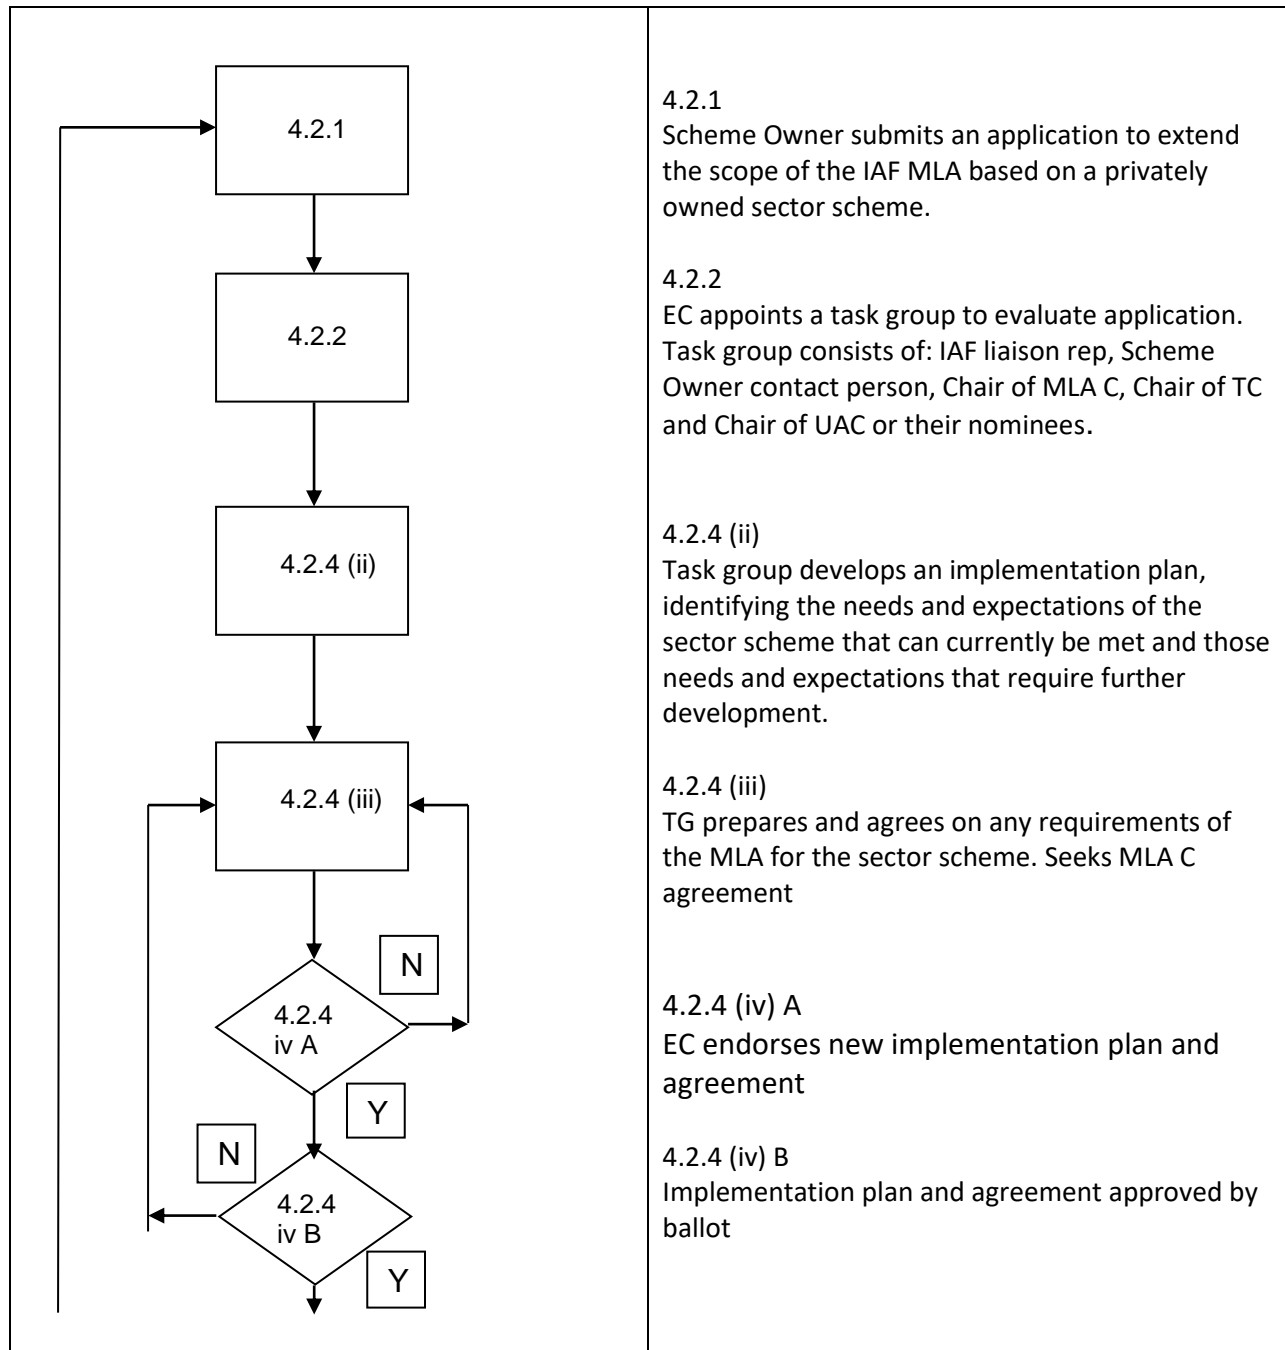 4.2.1
4.2.2
4.2.4 (ii)
4.2.4 (iii)
N
4.2.4
iv A
Y
N
4.2.4
iv B
Y
4.2.1
Scheme Owner submits an application to extend
the scope of the IAF MLA based on a privately
owned sector scheme.
4.2.2
EC appoints a task group to evaluate application.
Task group consists of: IAF liaison rep, Scheme
Owner contact person, Chair of MLA C, Chair of TC
and Chair of UAC or their nominees.
4.2.4 (ii)
Task group develops an implementation plan,
identifying the needs and expectations of the
sector scheme that can currently be met and those
needs and expectations that require further
development.
4.2.4 (iii)
TG prepares and agrees on any requirements of
the MLA for the sector scheme. Seeks MLA C
agreement
4.2.4 (iv) A
EC endorses new implementation plan and
agreement
4.2.4 (iv) B
Implementation plan and agreement approved by
ballot